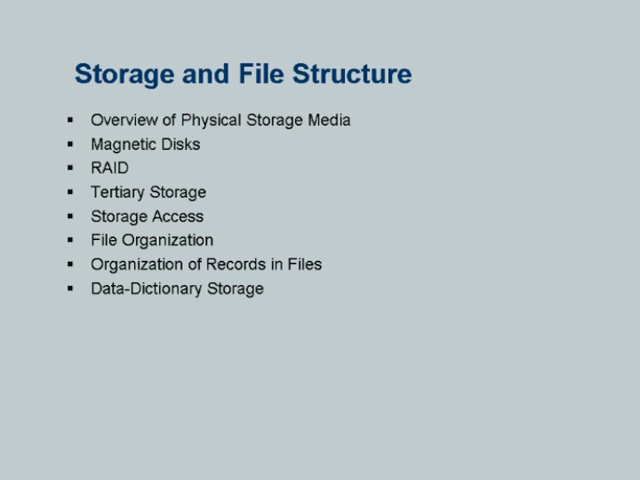 Storage and File Structure
▪ Overview of Physical Storage Media
▪ Magnetic Disks
▪ RAID
▪ Tertiary Storage
▪ Storage Access
▪ File Organization
▪ Organization of Records in Files
▪ Data-Dictionary Storage